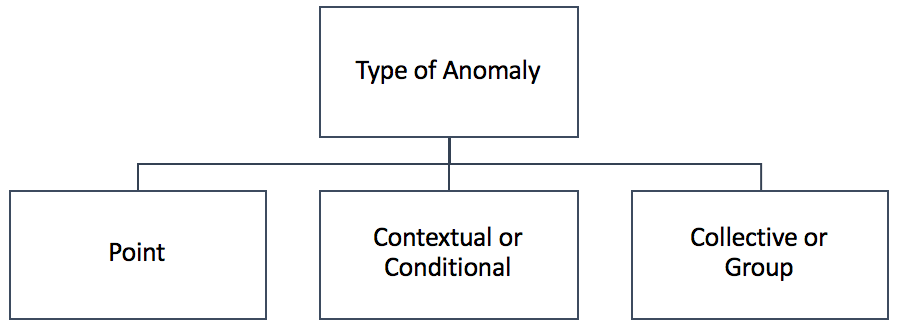 Type of Anomaly
Point
Contextual or
Conditional
Collective or
Group